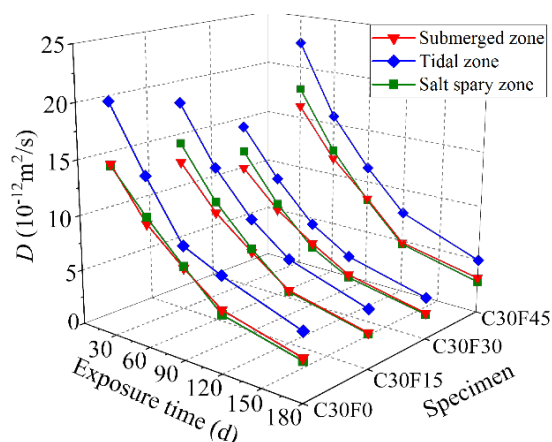 25
20
15
10
5
0
D (10⁻¹²m²/s)
Submerged zone
Tidal zone
Salt spary zone
30
60
90
120
150
180
Exposure time (d)
C30F0
C30F15
C30F30
C30F45
Specimen